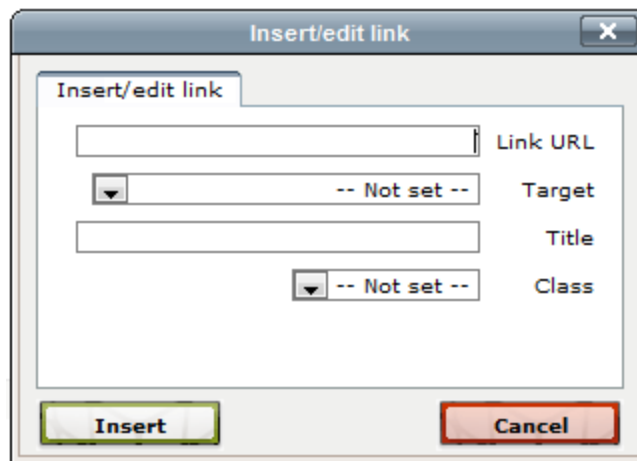 Insert/edit link
Insert/edit link
Link URL
-- Not set -- Target
Title
-- Not set -- Class
Insert Cancel